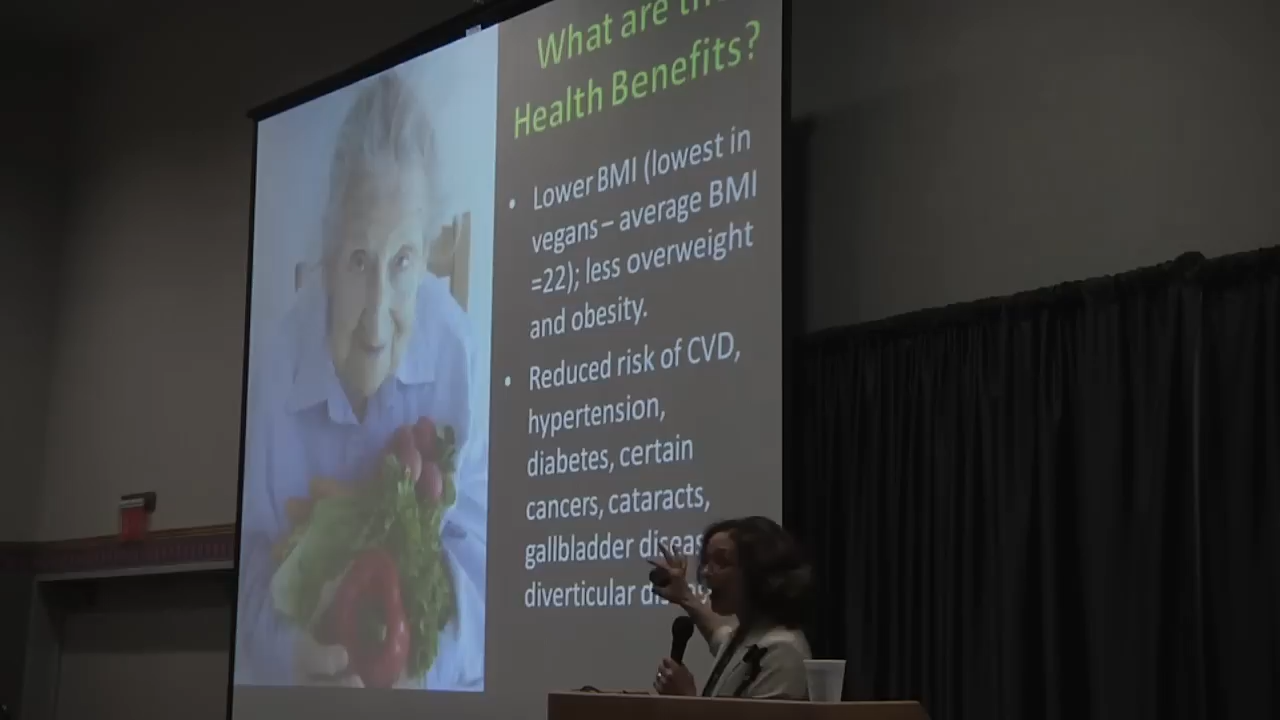 What are
Health Benefits?
• Lower BMI (lowest in
vegans – average BMI
=22); less overweight
and obesity.
• Reduced risk of CVD,
hypertension,
diabetes, certain
cancers, cataracts,
gallbladder
diverticular